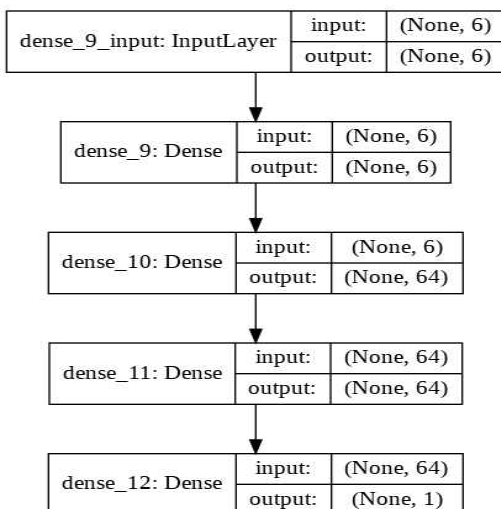 dense_9_input: InputLayer
input: (None, 6)
output: (None, 6)
dense_9: Dense
input: (None, 6)
output: (None, 6)
dense_10: Dense
input: (None, 6)
output: (None, 64)
dense_11: Dense
input: (None, 64)
output: (None, 64)
dense_12: Dense
input: (None, 64)
output: (None, 1)